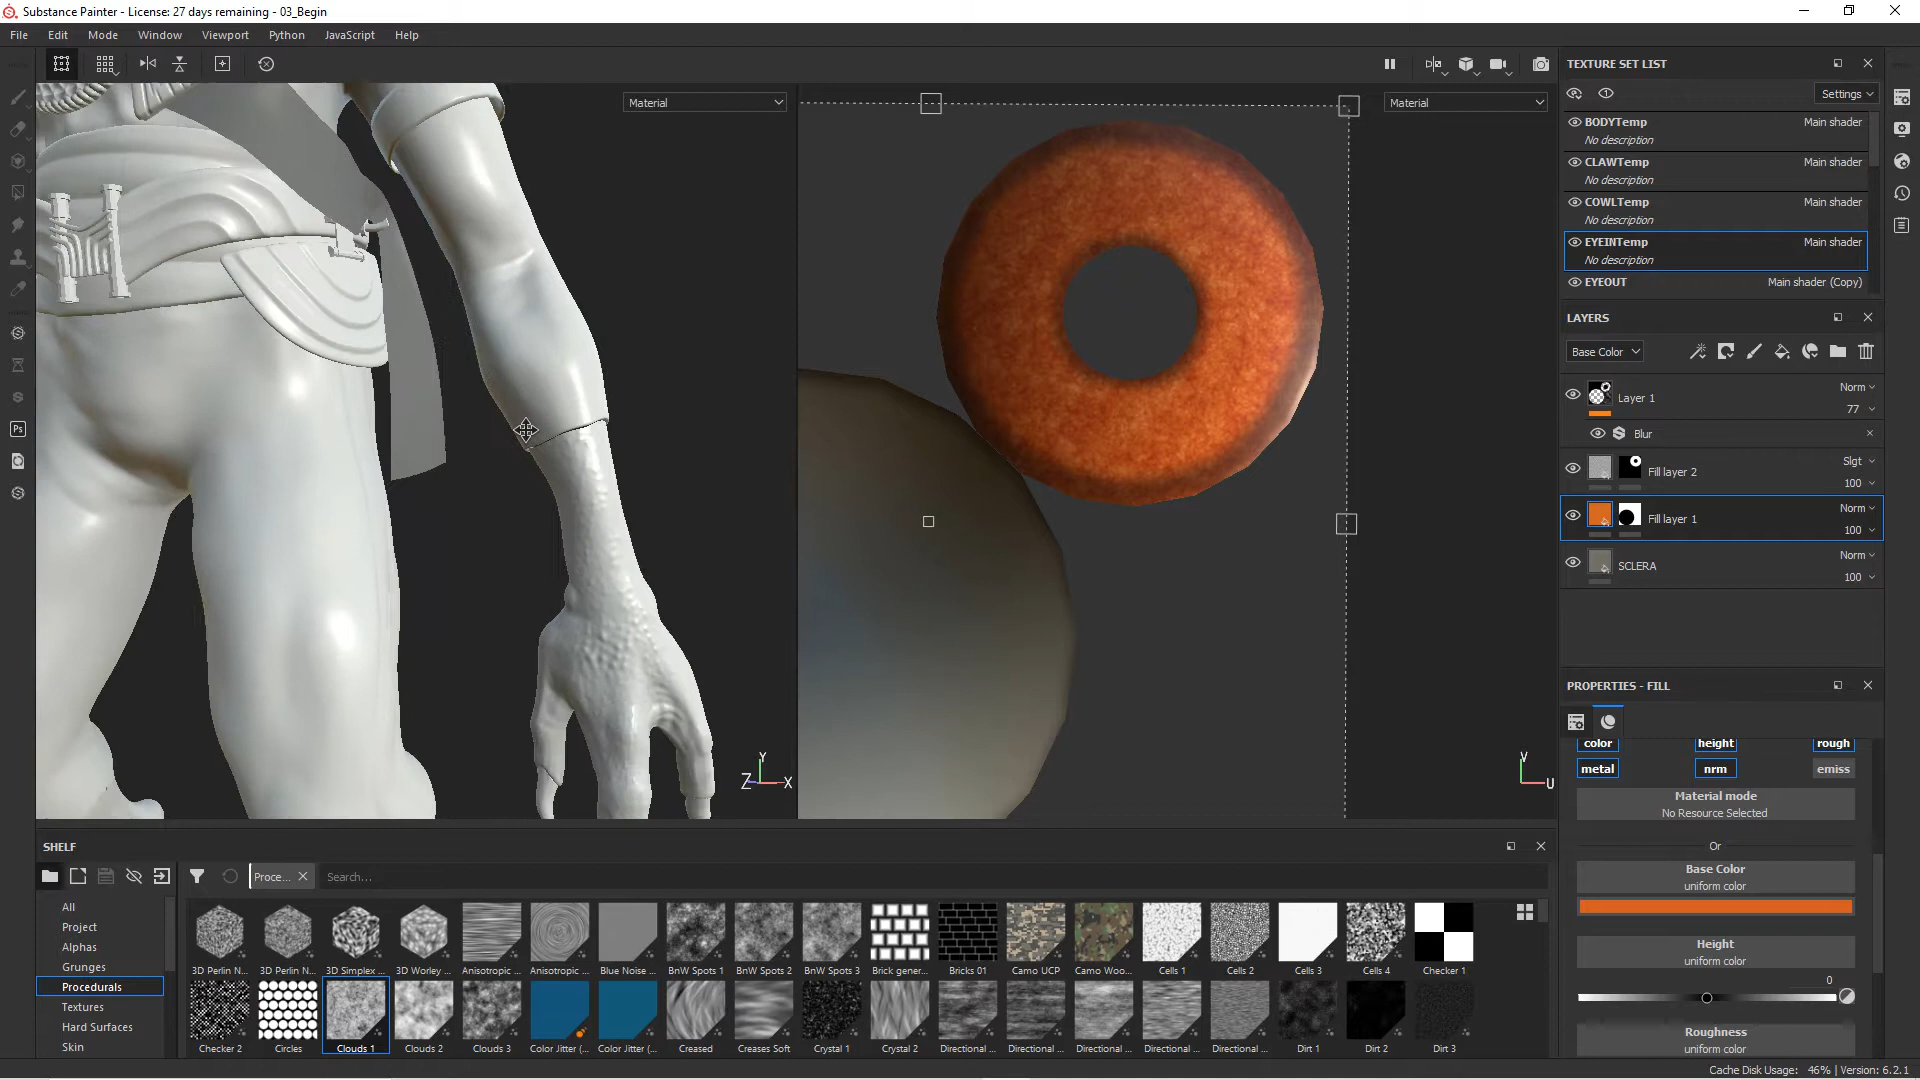 Substance Painter - License: 27 days remaining - 03_Begin
File Edit Mode Window Viewport Python JavaScript Help
Material
Material
Y
Z X
V
U
TEXTURE SET LIST
Settings
BODYTemp Main shader
No description
CLAWTemp Main shader
No description
COWLTemp Main shader
No description
EYEINTemp Main shader
No description
EYEOUT Main shader (Copy)
LAYERS
Base Color
Layer 1 Norm
77
Blur
Fill layer 2 Slgt
100
Fill layer 1 Norm
100
SCLERA Norm
100
PROPERTIES - FILL
color height rough
metal nrm emiss
Material mode
No Resource Selected
Or
Base Color
uniform color
Height
uniform color
0
Roughness
uniform color
SHELF
Proce...
Search...
All
Project
Alphas
Grunges
Procedurals
Textures
Hard Surfaces
Skin
3D Perlin N... 3D Perlin N... 3D Simplex ... 3D Worley ... Anisotropic ... Anisotropic ... Blue Noise ... BnW Spots 1 BnW Spots 2 BnW Spots 3 Brick gener... Bricks 01 Camo UCP Camo Woo... Cells 1 Cells 2 Cells 3 Cells 4 Checker 1
Checker 2 Circles Clouds 1 Clouds 2 Clouds 3 Color Jitter (... Color Jitter (... Creased Creases Soft Crystal 1 Crystal 2 Directional ... Directional ... Directional ... Directional ... Directional ... Dirt 1 Dirt 2 Dirt 3
Cache Disk Usage: 46% | Version: 6.2.1